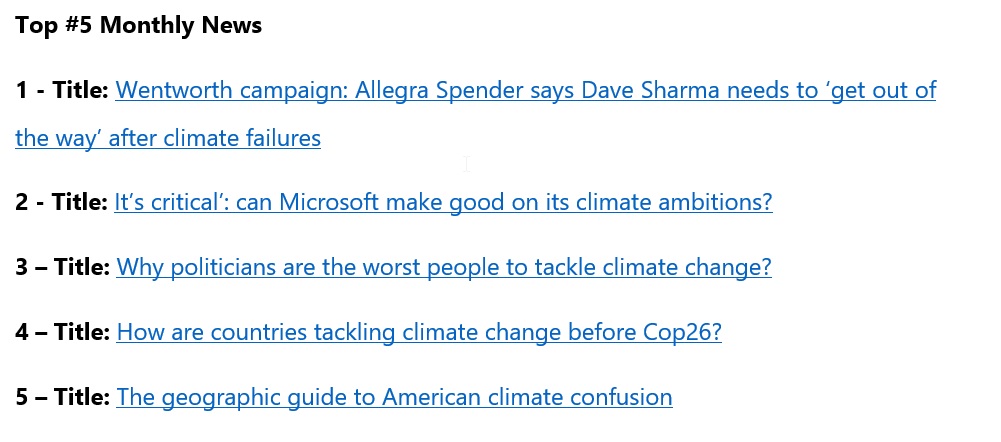 Top #5 Monthly News
1 - Title: Wentworth campaign: Allegra Spender says Dave Sharma needs to ‘get out of
the way’ after climate failures
2 - Title: It’s critical’: can Microsoft make good on its climate ambitions?
3 – Title: Why politicians are the worst people to tackle climate change?
4 – Title: How are countries tackling climate change before Cop26?
5 – Title: The geographic guide to American climate confusion